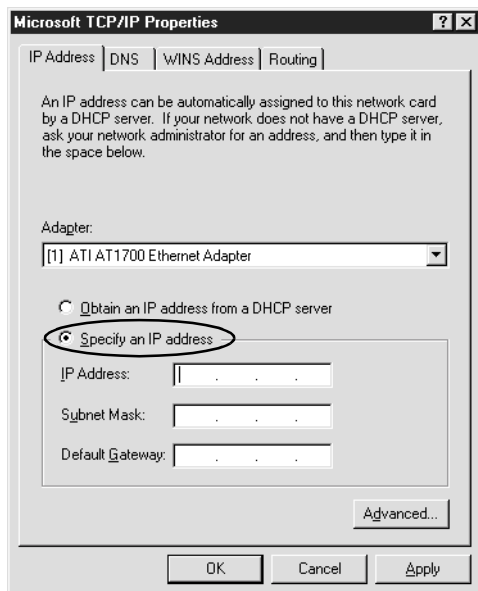 Microsoft TCP/IP Properties
IP Address DNS WINS Address Routing
An IP address can be automatically assigned to this network card
by a DHCP server. If your network does not have a DHCP server,
ask your network administrator for an address, and then type it in
the space below.
Adapter:
[1] ATI AT1700 Ethernet Adapter
Obtain an IP address from a DHCP server
Specify an IP address
IP Address:
Subnet Mask:
Default Gateway:
Advanced...
OK Cancel Apply